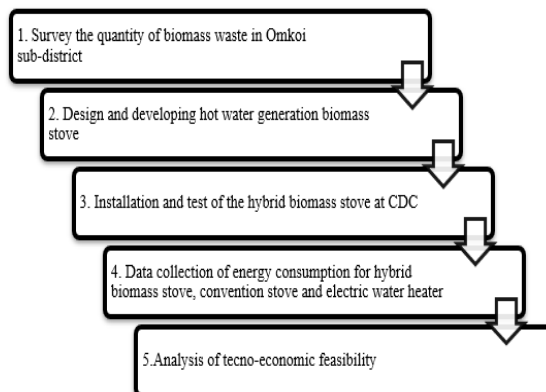 1. Survey the quantity of biomass waste in Omkoi
sub-district
2. Design and developing hot water generation biomass
stove
3. Installation and test of the hybrid biomass stove at CDC
4. Data collection of energy consumption for hybrid
biomass stove, convention stove and electric water heater
5.Analysis of tecno-economic feasibility